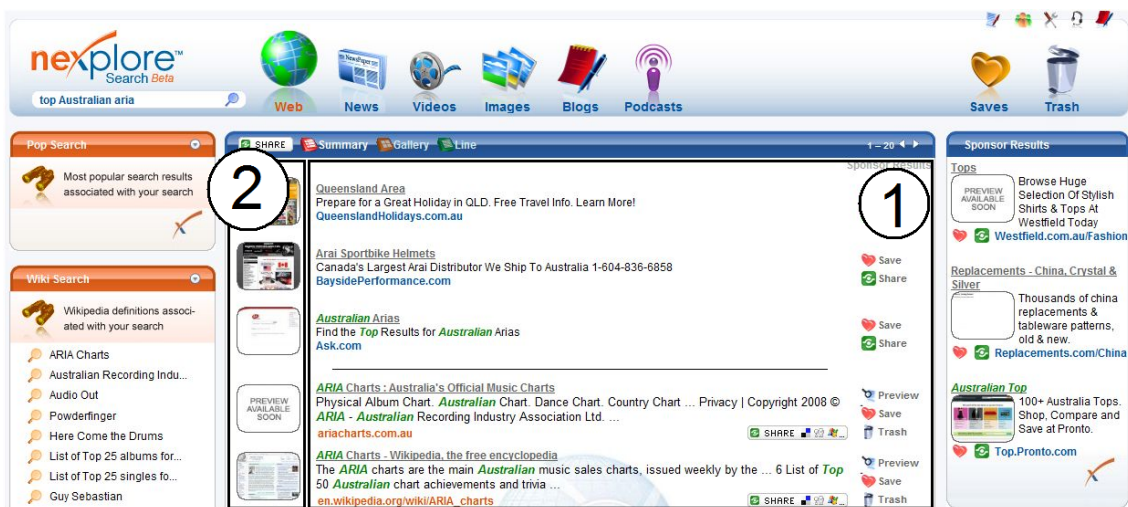 nexplore™
Search Beta
top Australian aria
Web
News
Videos
Images
Blogs
Podcasts
Saves
Trash
Pop Search
Most popular search results
associated with your search
Wiki Search
Wikipedia definitions associ-
ated with your search
ARIA Charts
Australian Recording Indu...
Audio Out
Powderfinger
Here Come the Drums
List of Top 25 albums for...
List of Top 25 singles fo...
Guy Sebastian
SHARE Summary Gallery Line
1 – 20
2
Sponsor Results
1
Queensland Area
Prepare for a Great Holiday in QLD. Free Travel Info. Learn More!
QueenslandHolidays.com.au
Arai Sportbike Helmets
Canada's Largest Arai Distributor We Ship To Australia 1-604-836-6858
BaysidePerformance.com
Save
Share
Australian Arias
Find the Top Results for Australian Arias
Ask.com
Save
Share
PREVIEW
AVAILABLE
SOON
ARIA Charts : Australia's Official Music Charts
Physical Album Chart. Australian Chart. Dance Chart. Country Chart ... Privacy | Copyright 2008 ©
ARIA - Australian Recording Industry Association Ltd. ...
ariacharts.com.au
SHARE
Preview
Save
Trash
ARIA Charts - Wikipedia, the free encyclopedia
The ARIA charts are the main Australian music sales charts, issued weekly by the ... 6 List of Top
50 Australian chart achievements and trivia ...
en.wikipedia.org/wiki/ARIA_charts
SHARE
Preview
Save
Trash
Sponsor Results
Tops
PREVIEW
AVAILABLE
SOON
Browse Huge
Selection Of Stylish
Shirts & Tops At
Westfield Today
Westfield.com.au/Fashion
Replacements - China, Crystal &
Silver
Thousands of china
replacements &
tableware patterns,
old & new.
Replacements.com/China
Australian Top
100+ Australia Tops.
Shop, Compare and
Save at Pronto.
Top.Pronto.com